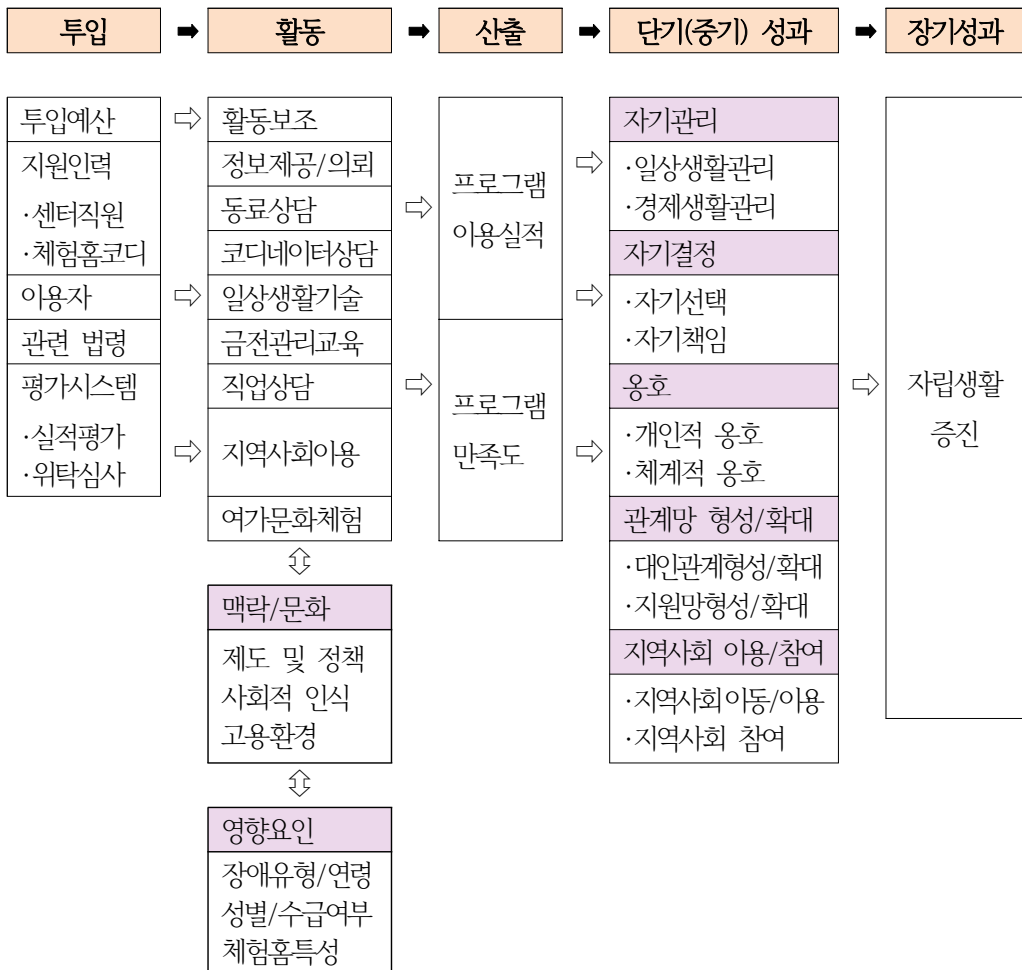 투입 ➡ 활동 ➡ 산출 ➡ 단기(중기) 성과 ➡ 장기성과
투입예산
지원인력
·센터직원
·체험홈코디
이용자
관련 법령
평가시스템
·실적평가
·위탁심사
활동보조
정보제공/의뢰
동료상담
코디네이터상담
일상생활기술
금전관리교육
직업상담
지역사회이용
여가문화체험
맥락/문화
제도 및 정책
사회적 인식
고용환경
영향요인
장애유형/연령
성별/수급여부
체험홈특성
프로그램
이용실적
프로그램
만족도
자기관리
·일상생활관리
·경제생활관리
자기결정
·자기선택
·자기책임
옹호
·개인적 옹호
·체계적 옹호
관계망 형성/확대
·대인관계형성/확대
·지원망형성/확대
지역사회 이용/참여
·지역사회이동/이용
·지역사회 참여
자립생활
증진